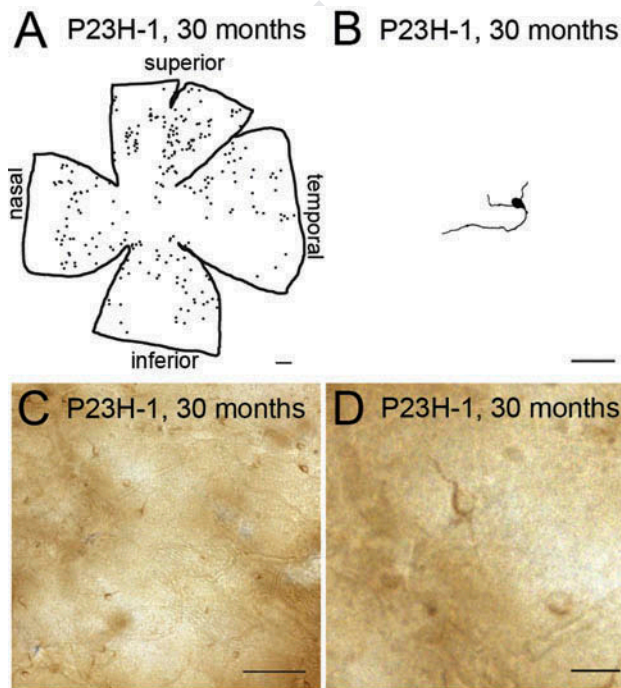 A P23H-1, 30 months
superior
nasal
temporal
inferior
B P23H-1, 30 months
C P23H-1, 30 months
D P23H-1, 30 months